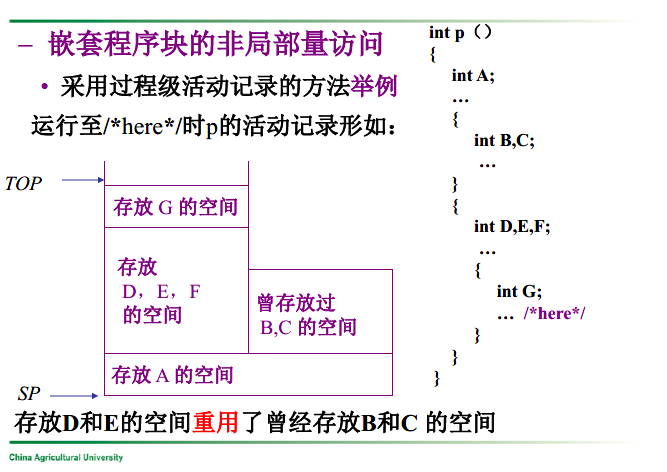 – 嵌套程序块的非局部量访问
• 采用过程级活动记录的方法举例
运行至/*here*/时p的活动记录形如：
TOP
存放 G 的空间
存放
D，E，F
的空间
曾存放过
B,C 的空间
存放 A 的空间
SP
int p（）
{
int A;
…
{
int B,C;
…
}
{
int D,E,F;
…
{
int G;
… /*here*/
}
}
}
存放D和E的空间重用了曾经存放B和C 的空间
China Agricultural University